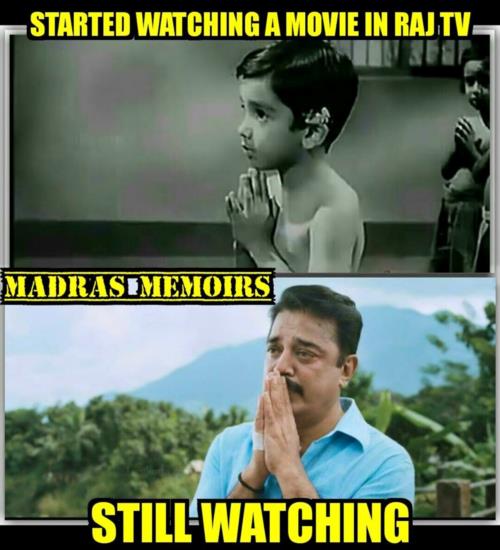 STARTED WATCHING A MOVIE IN RAJ TV
MADRAS MEMOIRS
STILL WATCHING